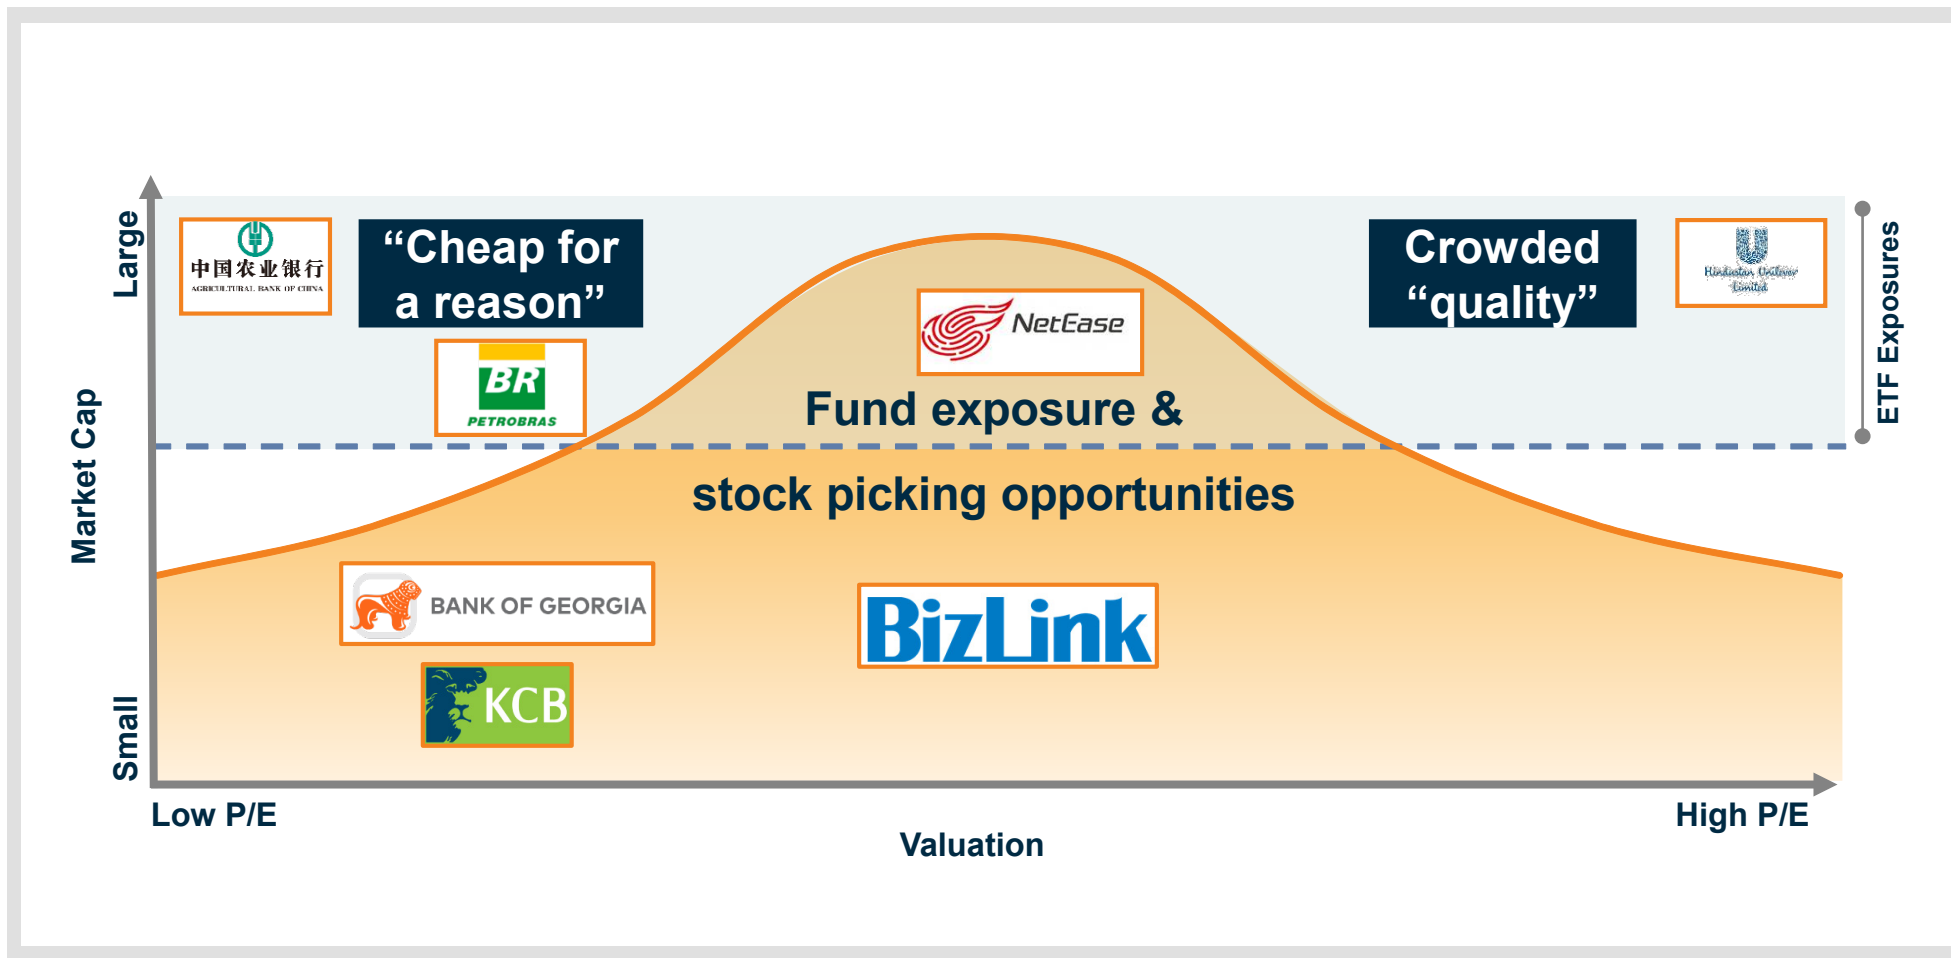 Large
中国农业银行
AGRICULTURAL BANK OF CHINA
“Cheap for
a reason”
BR
PETROBRAS
NetEase
Crowded
“quality”
Hindustan Unilever
Limited
ETF Exposures
Fund exposure &
stock picking opportunities
Market Cap
BANK OF GEORGIA
KCB
BizLink
Small
Low P/E
High P/E
Valuation